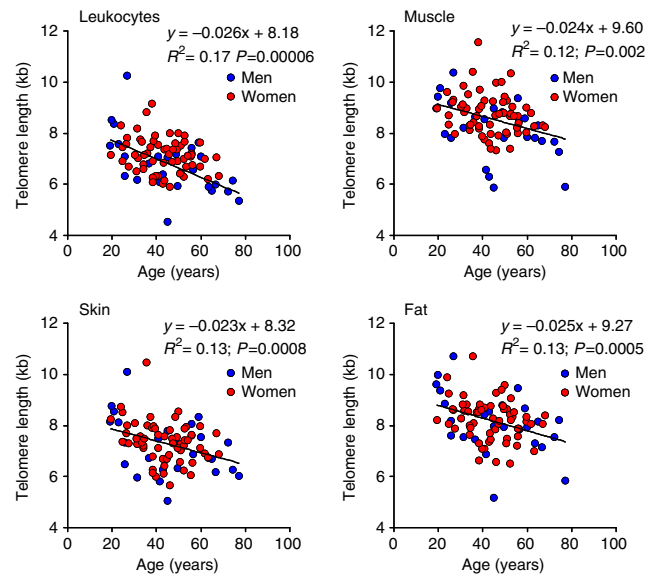 Leukocytes
y = –0.026x + 8.18
R2= 0.17 P=0.00006
Men
Women
12
10
8
6
4
Telomere length (kb)
0 20 40 60 80 100
Age (years)
Muscle
y = –0.024x + 9.60
R2= 0.12; P=0.002
Men
Women
12
10
8
6
4
Telomere length (kb)
0 20 40 60 80 100
Age (years)
Skin
y = –0.023x + 8.32
R2= 0.13; P=0.0008
Men
Women
12
10
8
6
4
Telomere length (kb)
0 20 40 60 80 100
Age (years)
Fat
y = –0.025x + 9.27
R2= 0.13; P=0.0005
Men
Women
12
10
8
6
4
Telomere length (kb)
0 20 40 60 80 100
Age (years)